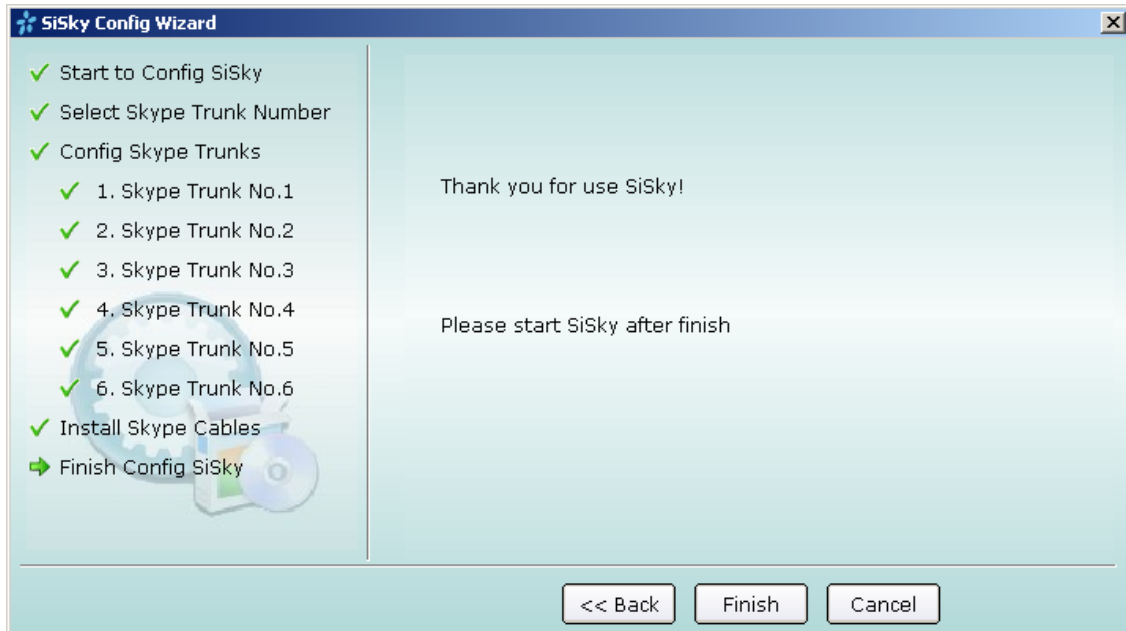 SiSky Config Wizard
Start to Config SiSky
Select Skype Trunk Number
Config Skype Trunks
1. Skype Trunk No.1
2. Skype Trunk No.2
3. Skype Trunk No.3
4. Skype Trunk No.4
5. Skype Trunk No.5
6. Skype Trunk No.6
Install Skype Cables
Finish Config SiSky
Thank you for use SiSky!
Please start SiSky after finish
<< Back Finish Cancel